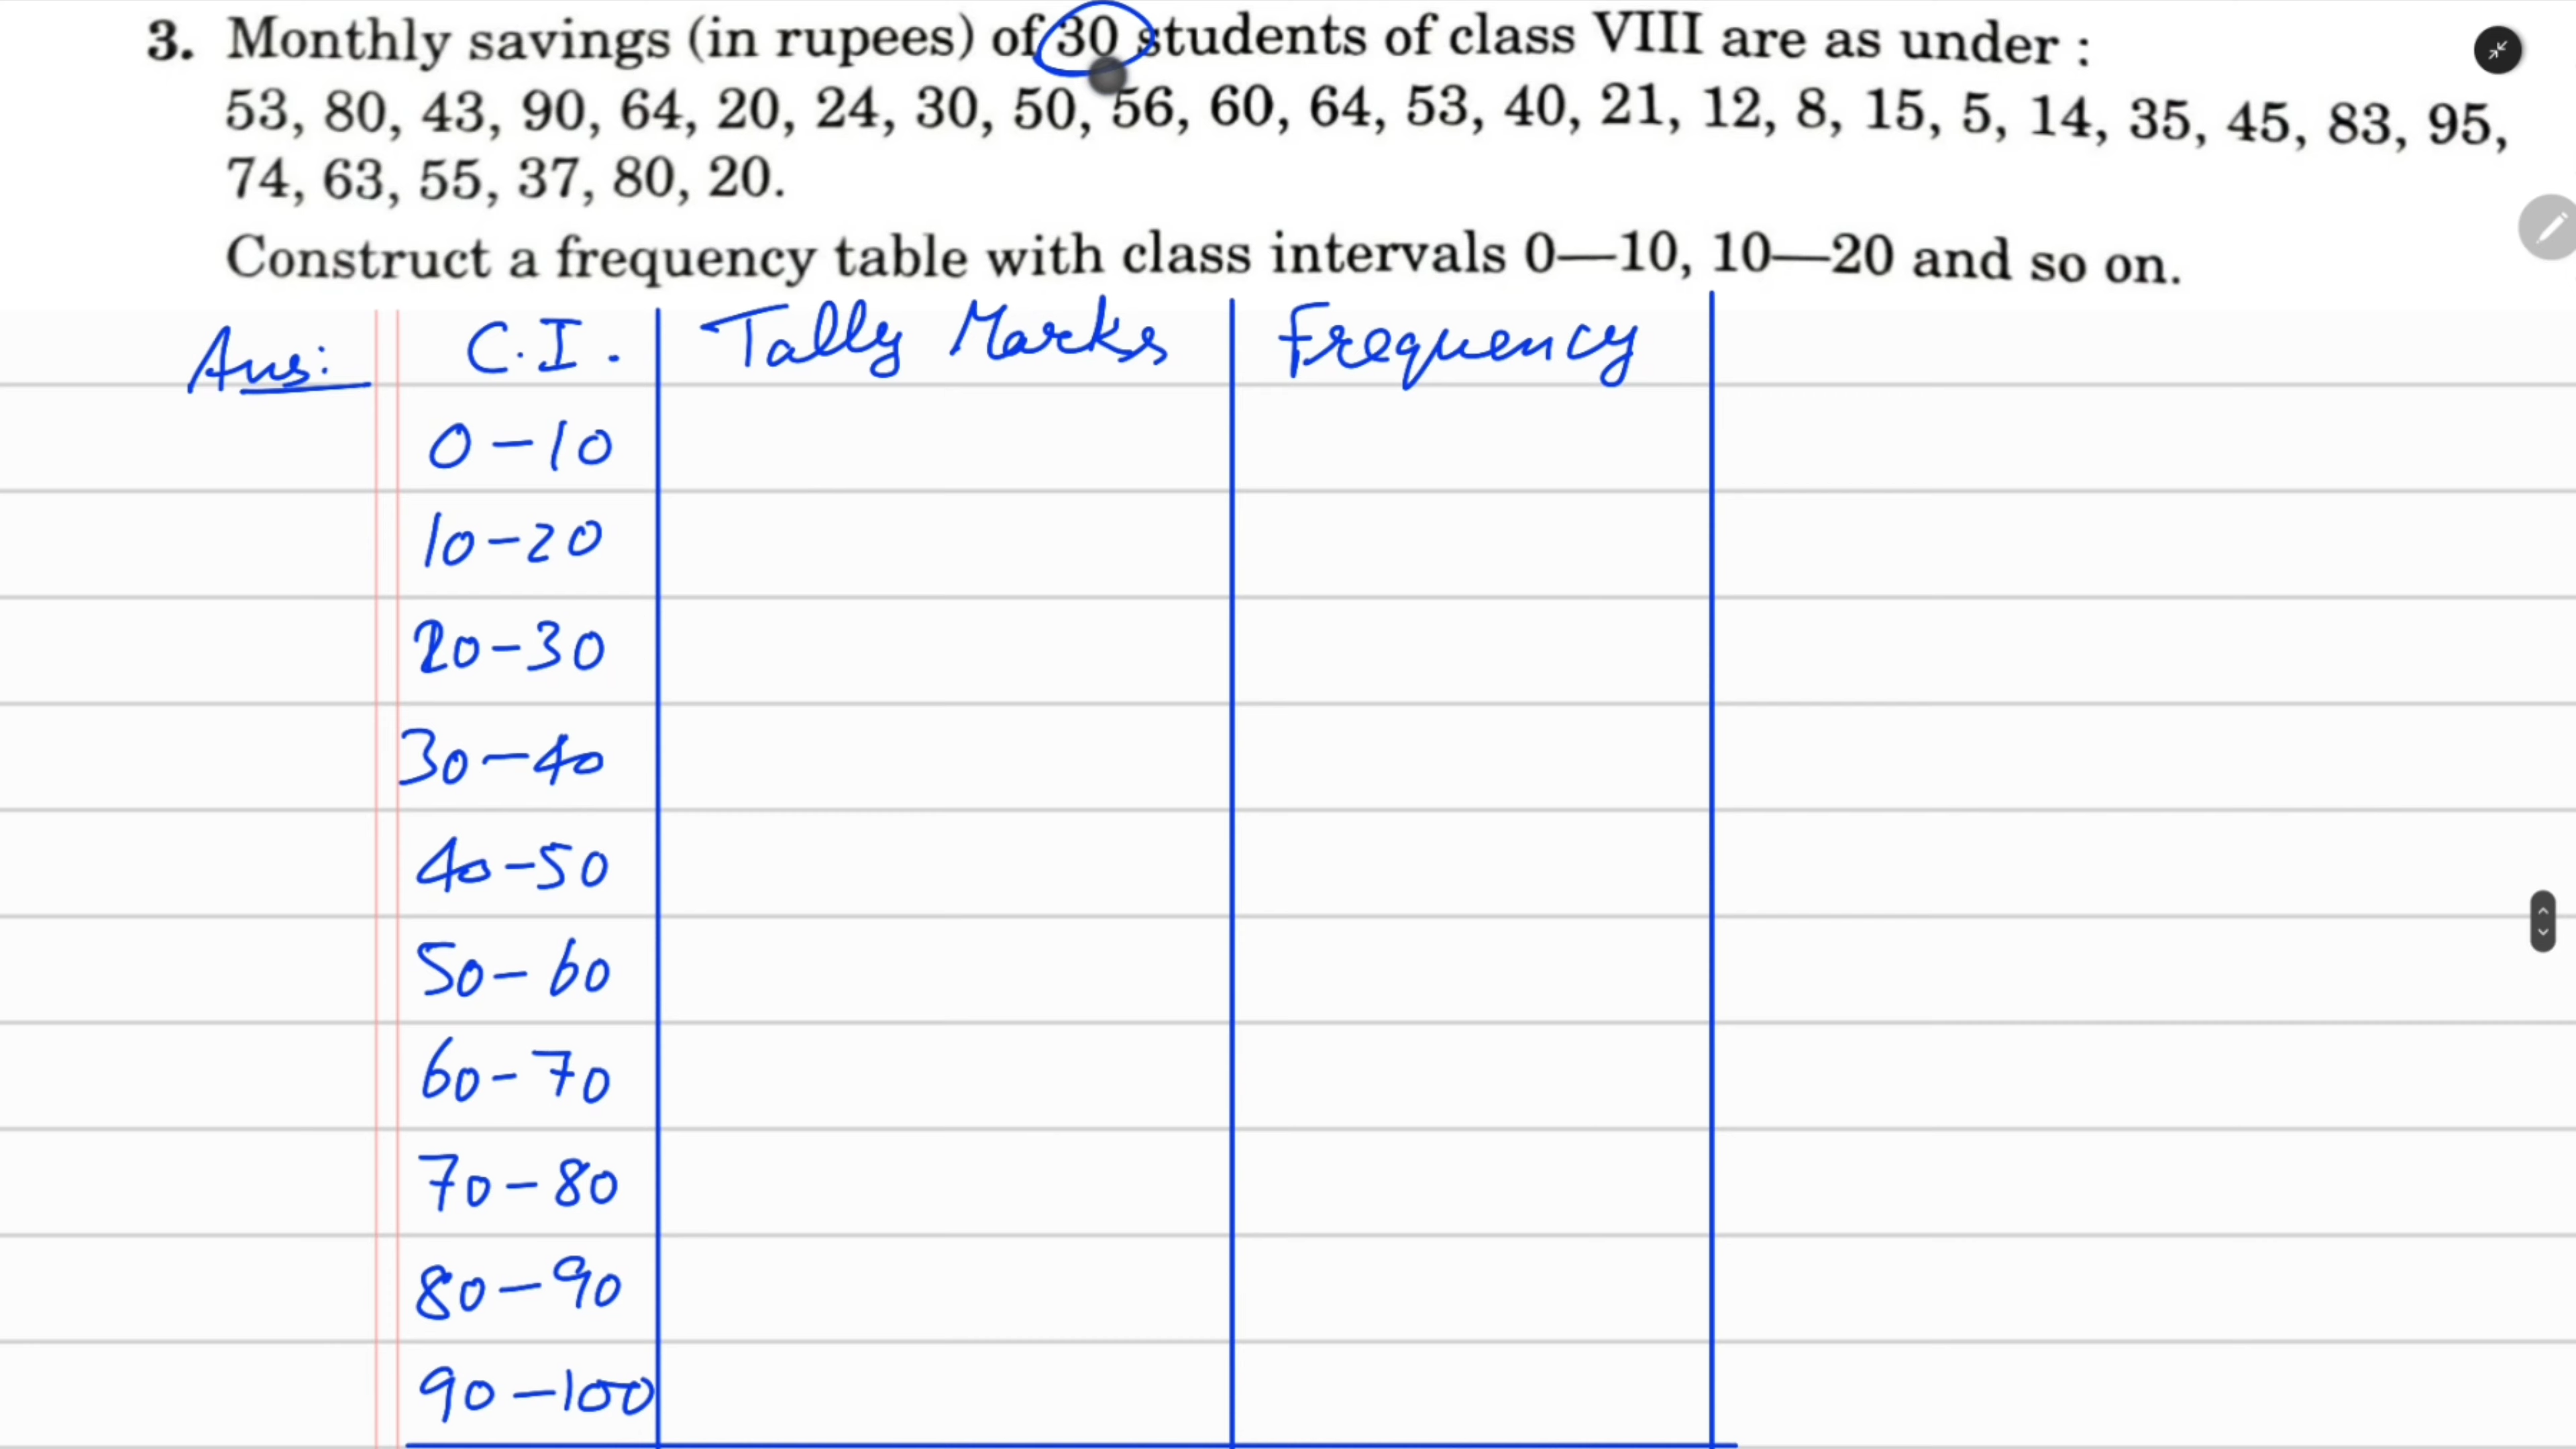 3. Monthly savings (in rupees) of 30 students of class VIII are as under :
53, 80, 43, 90, 64, 20, 24, 30, 50, 56, 60, 64, 53, 40, 21, 12, 8, 15, 5, 14, 35, 45, 83, 95,
74, 63, 55, 37, 80, 20.
Construct a frequency table with class intervals 0—10, 10—20 and so on.
Ans: C.I. Tally Marks Frequency
0-10
10-20
20-30
30-40
40-50
50-60
60-70
70-80
80-90
90-100